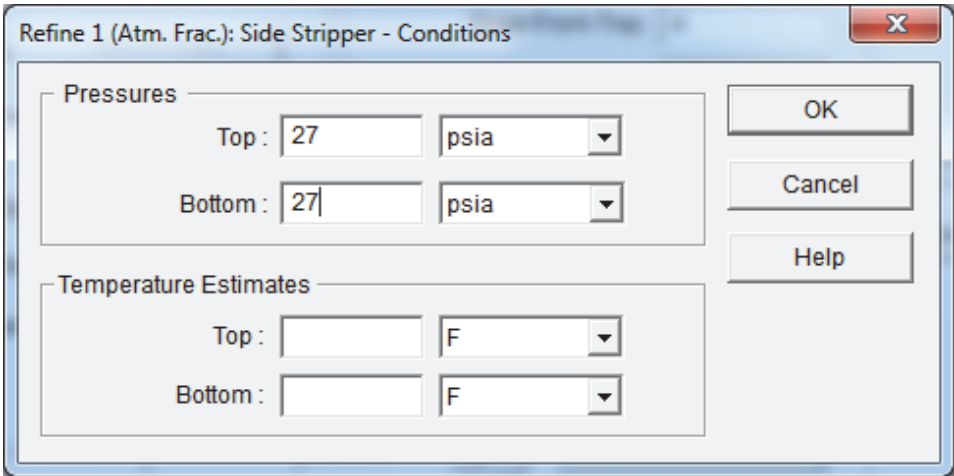 Refine 1 (Atm. Frac.): Side Stripper - Conditions
Pressures
Top : 27 psia
Bottom : 27 psia
Temperature Estimates
Top : F
Bottom : F
OK
Cancel
Help